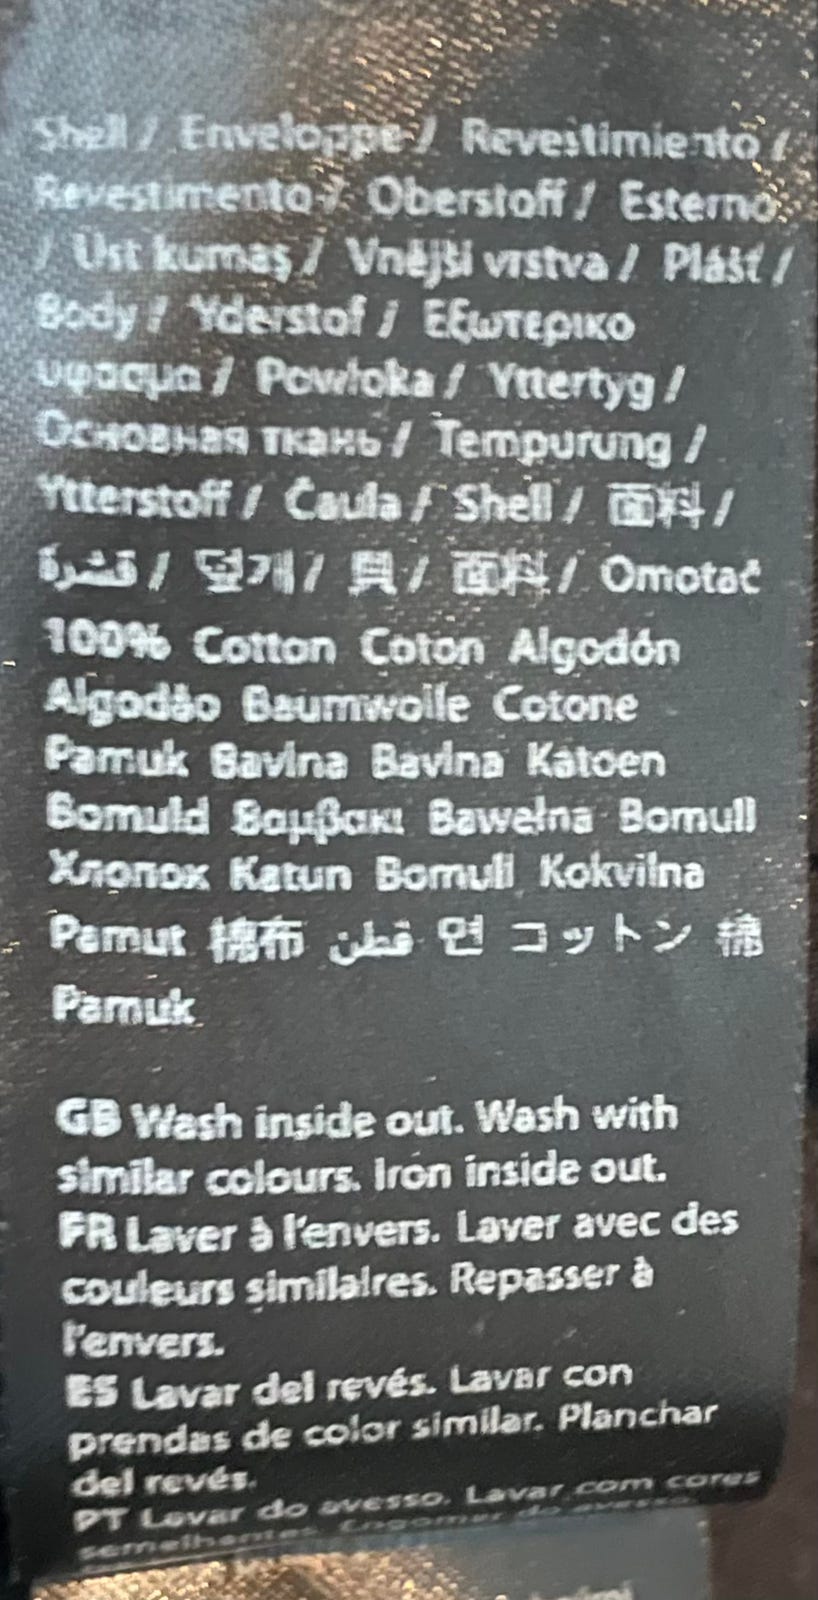 Shell / Enveloppe / Revestimiento /
Revestimento / Oberstoff / Esterno
/ Üst kumaş / Vnější vrstva / Plášť /
Body / Yderstof / Εξωτερικο
υφασμα / Powłoka / Yttertyg /
Основная ткань / Tempurung /
Ytterstoff / Čaula / Shell / 面料 /
قشرة / 덮개 / 貝 / 面料 / Omotač
100% Cotton Coton Algodón
Algodão Baumwolle Cotone
Pamuk Bavlna Bavlna Katoen
Bomuld Βαμβακι Bawełna Bomull
Хлопок Katun Bomull Kokvilna
Pamut 棉布 قطن 면 コットン 棉
Pamuk
GB Wash inside out. Wash with
similar colours. Iron inside out.
FR Laver à l'envers. Laver avec des
couleurs similaires. Repasser à
l'envers.
ES Lavar del revés. Lavar con
prendas de color similar. Planchar
del revés.
PT Lavar do avesso. Lavar com cores
semelhantes. Engomar do avesso.